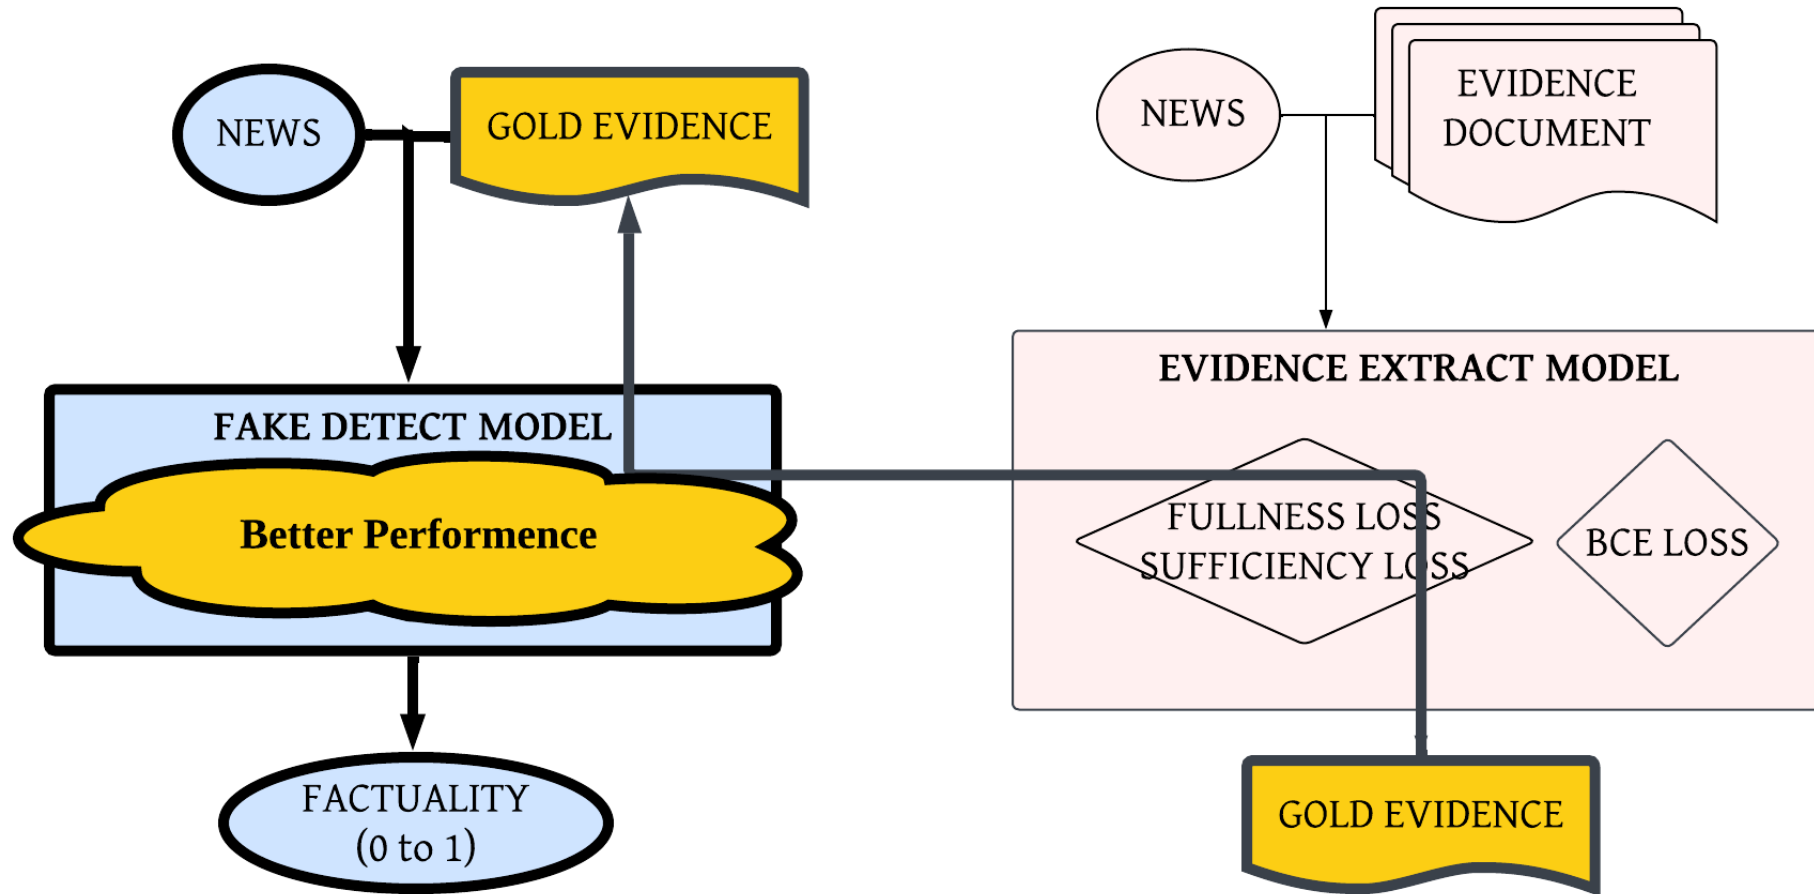 NEWS
GOLD EVIDENCE
FAKE DETECT MODEL
Better Performence
FACTUALITY
(0 to 1)
NEWS
EVIDENCE
DOCUMENT
EVIDENCE EXTRACT MODEL
FULLNESS LOSS
SUFFICIENCY LOSS
BCE LOSS
GOLD EVIDENCE